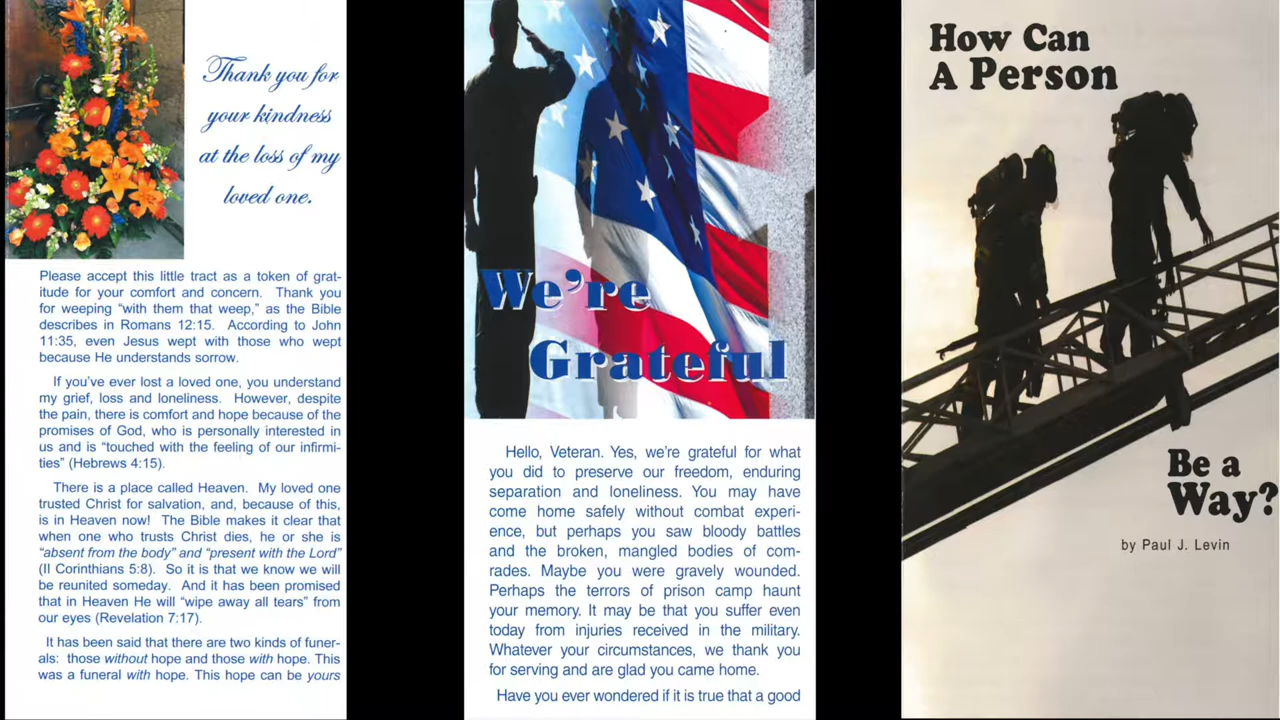 Thank you for
your kindness
at the loss of my
loved one.
Please accept this little tract as a token of grat-
itude for your comfort and concern. Thank you
for weeping “with them that weep,” as the Bible
describes in Romans 12:15. According to John
11:35, even Jesus wept with those who wept
because He understands sorrow.
If you’ve ever lost a loved one, you understand
my grief, loss and loneliness. However, despite
the pain, there is comfort and hope because of the
promises of God, who is personally interested in
us and is “touched with the feeling of our infirmi-
ties” (Hebrews 4:15).
There is a place called Heaven. My loved one
trusted Christ for salvation, and, because of this,
is in Heaven now! The Bible makes it clear that
when one who trusts Christ dies, he or she is
“absent from the body” and “present with the Lord”
(II Corinthians 5:8). So it is that we know we will
be reunited someday. And it has been promised
that in Heaven He will “wipe away all tears” from
our eyes (Revelation 7:17).
It has been said that there are two kinds of funer-
als: those without hope and those with hope. This
was a funeral with hope. This hope can be yours
We’re
Grateful
Hello, Veteran. Yes, we’re grateful for what
you did to preserve our freedom, enduring
separation and loneliness. You may have
come home safely without combat experi-
ence, but perhaps you saw bloody battles
and the broken, mangled bodies of com-
rades. Maybe you were gravely wounded.
Perhaps the terrors of prison camp haunt
your memory. It may be that you suffer even
today from injuries received in the military.
Whatever your circumstances, we thank you
for serving and are glad you came home.
Have you ever wondered if it is true that a good
How Can
A Person
Be a
Way?
by Paul J. Levin